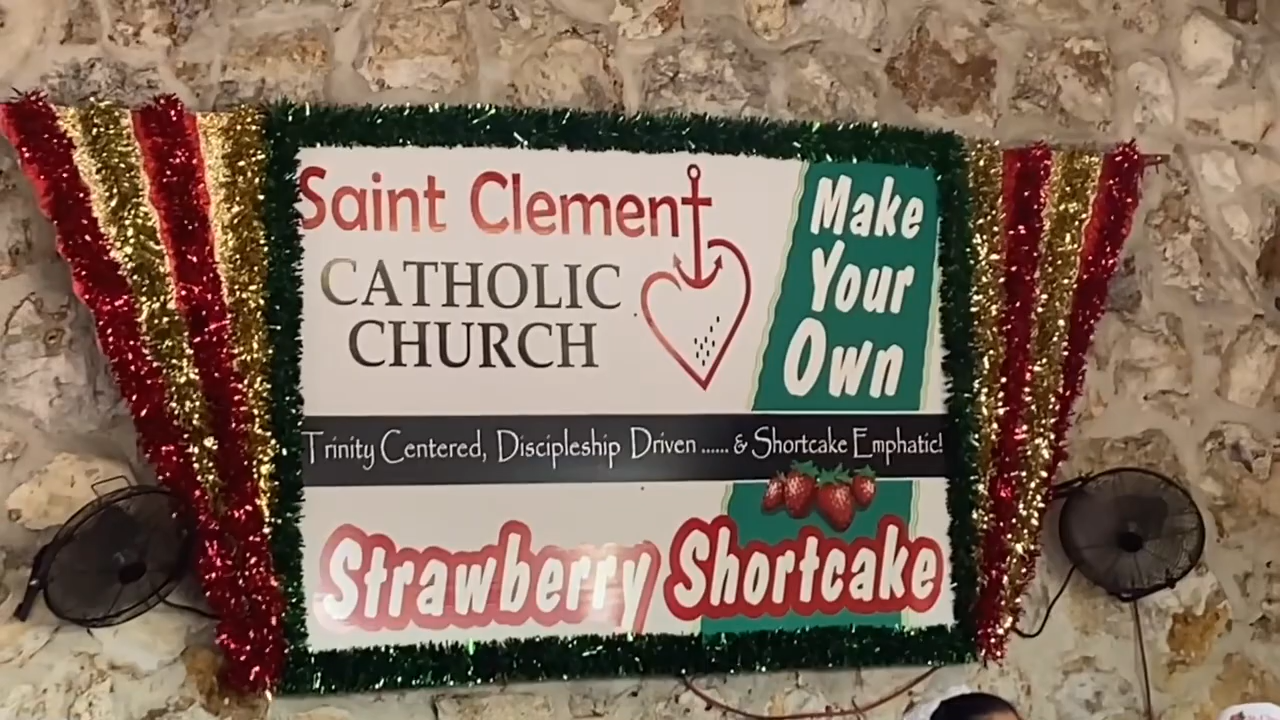 Saint Clement
CATHOLIC
CHURCH
Make
Your
Own
Trinity Centered, Discipleship Driven ...... & Shortcake Emphatic!
Strawberry Shortcake